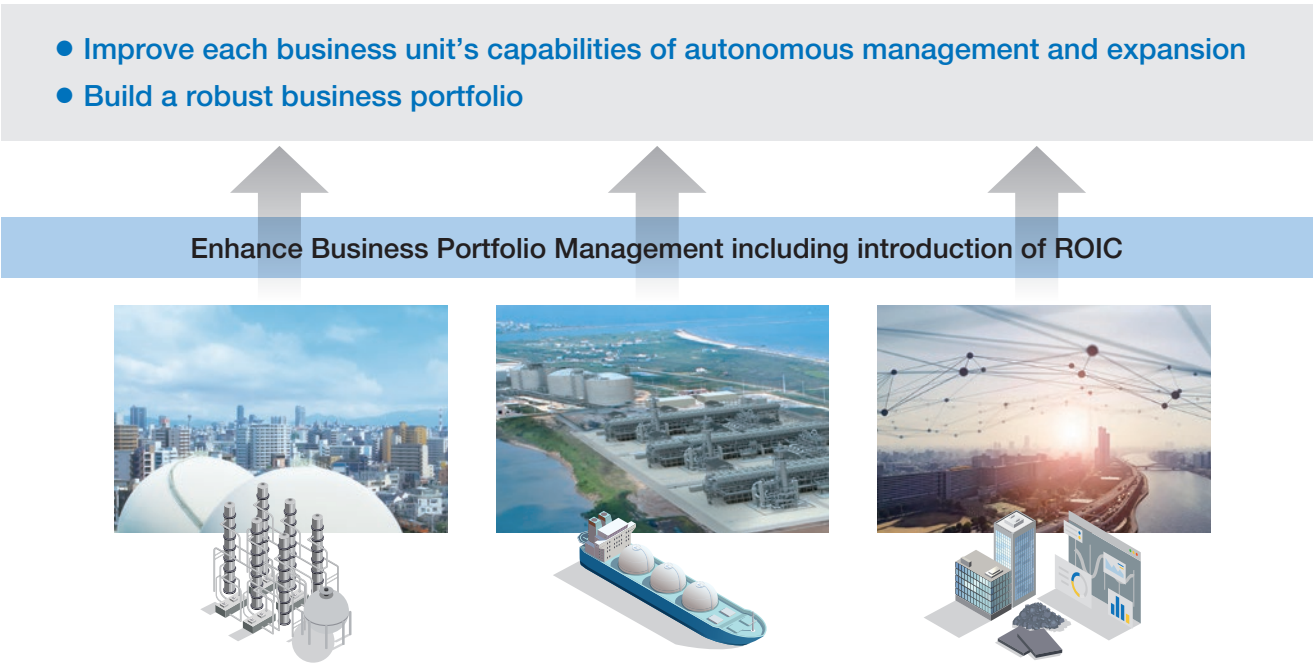 ● Improve each business unit's capabilities of autonomous management and expansion
● Build a robust business portfolio
Enhance Business Portfolio Management including introduction of ROIC